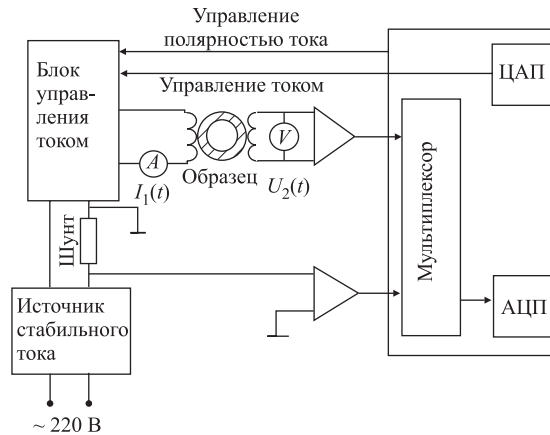 Управление
полярностью тока
Блок
управ-
ления
током
ЦАП
Управление током
A
V
I₁(t)
Образец
U₂(t)
Мультиплексор
Шунт
Источник
стабильного
тока
АЦП
~ 220 В